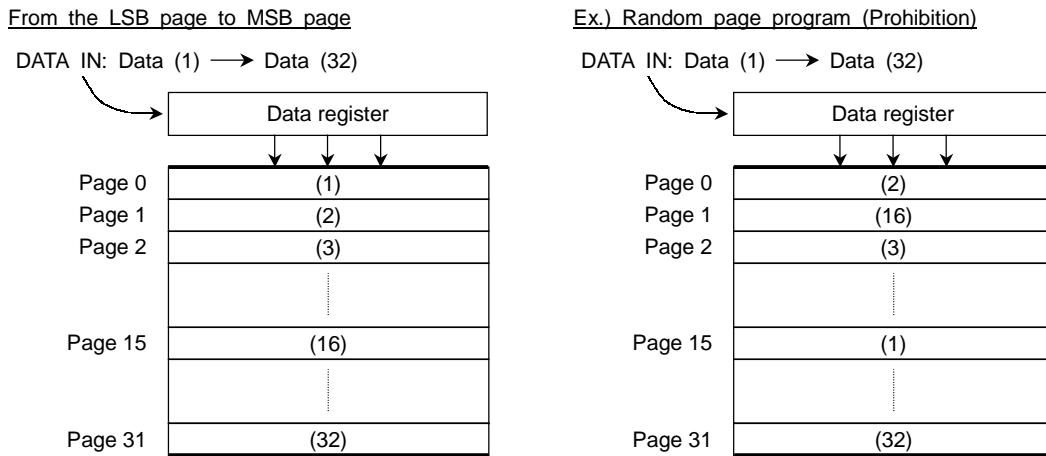 From the LSB page to MSB page
DATA IN: Data (1) → Data (32)
Data register
Page 0 (1)
Page 1 (2)
Page 2 (3)
Page 15 (16)
Page 31 (32)
Ex.) Random page program (Prohibition)
DATA IN: Data (1) → Data (32)
Data register
Page 0 (2)
Page 1 (16)
Page 2 (3)
Page 15 (1)
Page 31 (32)